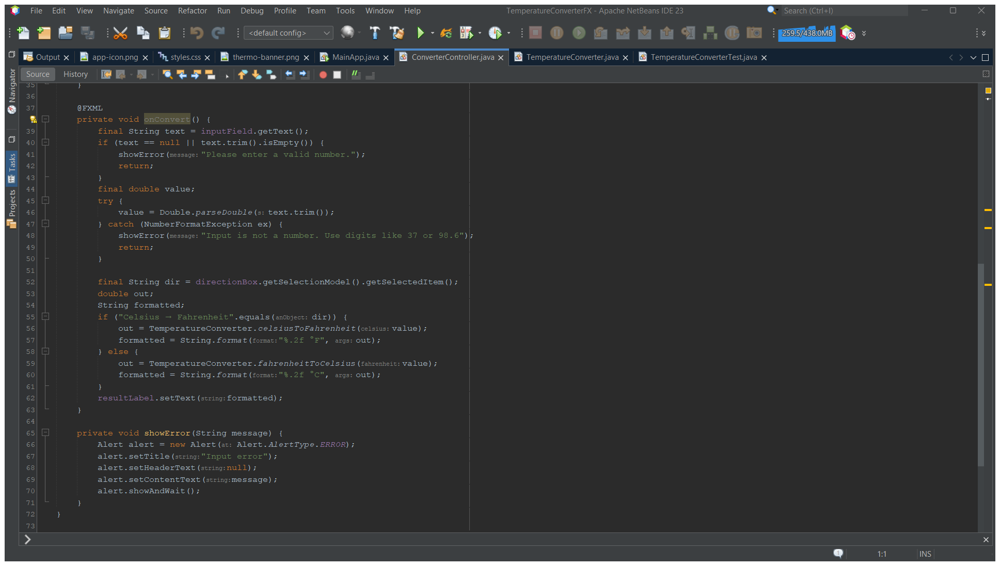 File Edit View Navigate Source Refactor Run Debug Profile Team Tools Window Help TemperatureConverterFX - Apache NetBeans IDE 23 Search (Ctrl+I)
<default config> 259.5/438.0MB
Output app-icon.png styles.css thermo-banner.png MainApp.java ConverterController.java TemperatureConverter.java TemperatureConverterTest.java
Source History
Navigator
Tasks
Projects
35 }
36
37 @FXML
private void onConvert() {
39 final String text = inputField.getText();
40 if (text == null || text.trim().isEmpty()) {
41 showError(message: "Please enter a valid number.");
42 return;
43 }
44 final double value;
45 try {
46 value = Double.parseDouble(s: text.trim());
47 } catch (NumberFormatException ex) {
48 showError(message: "Input is not a number. Use digits like 37 or 98.6");
49 return;
50 }
51
52 final String dir = directionBox.getSelectionModel().getSelectedItem();
53 double out;
54 String formatted;
55 if ("Celsius → Fahrenheit".equals(anObject: dir)) {
56 out = TemperatureConverter.celsiusToFahrenheit(celsius: value);
57 formatted = String.format(format: "%.2f °F", args: out);
58 } else {
59 out = TemperatureConverter.fahrenheitToCelsius(fahrenheit: value);
60 formatted = String.format(format: "%.2f °C", args: out);
61 }
62 resultLabel.setText(string: formatted);
63 }
64
65 private void showError(String message) {
66 Alert alert = new Alert(at: Alert.AlertType.ERROR);
67 alert.setTitle(string: "Input error");
68 alert.setHeaderText(string: null);
69 alert.setContentText(string: message);
70 alert.showAndWait();
71 }
72 }
73
1:1 INS